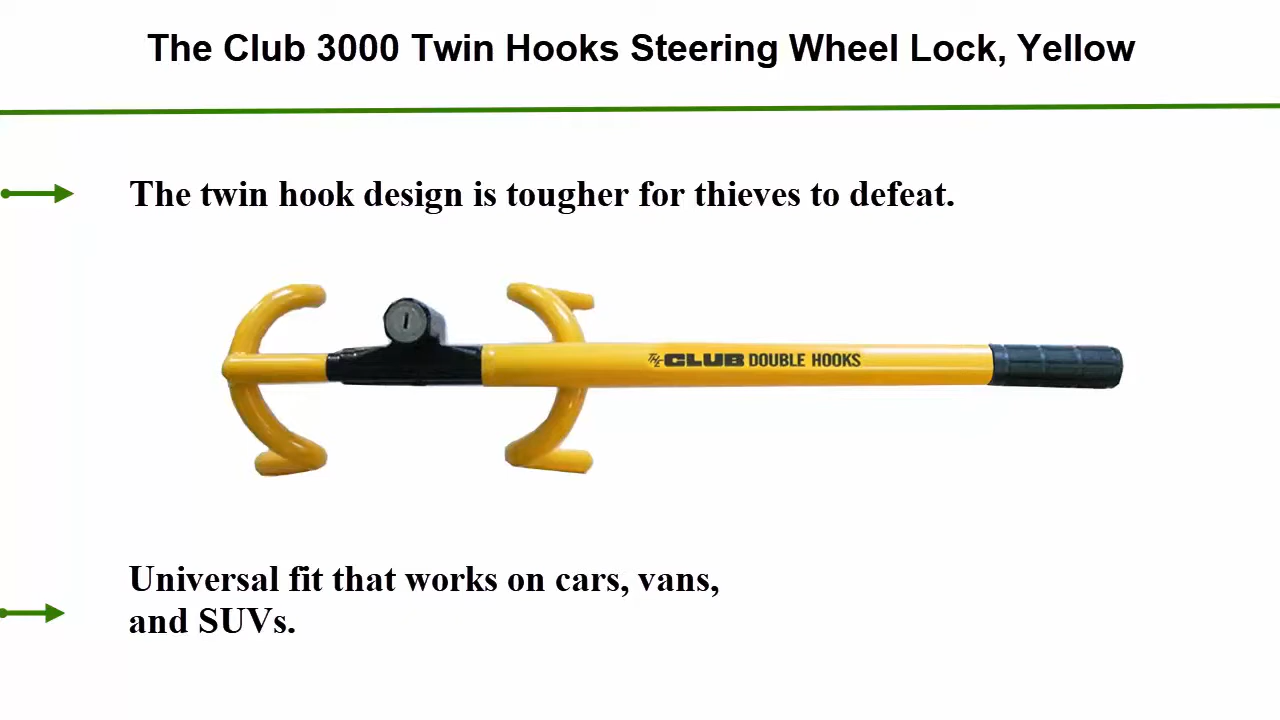 The Club 3000 Twin Hooks Steering Wheel Lock, Yellow
The twin hook design is tougher for thieves to defeat.
THE CLUB DOUBLE HOOKS
Universal fit that works on cars, vans,
and SUVs.